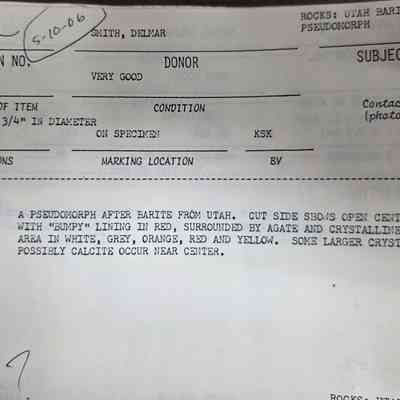 ROCKS: UTAH BARI
5-10-06
SMITH, DELMAR
PSEUDOMORPH
N NO.
DONOR
SUBJEC
VERY GOOD
OF ITEM
CONDITION
Contac
(photo
3/4" IN DIAMETER
ON SPECIMEN
KSK
ONS
MARKING LOCATION
BY
A PSEUDOMORPH AFTER BARITE FROM UTAH. CUT SIDE SHOWS OPEN CENT
WITH "BUMPY" LINING IN RED, SURROUNDED BY AGATE AND CRYSTALLINE
AREA IN WHITE, GREY, ORANGE, RED AND YELLOW. SOME LARGER CRYST
POSSIBLY CALCITE OCCUR NEAR CENTER.